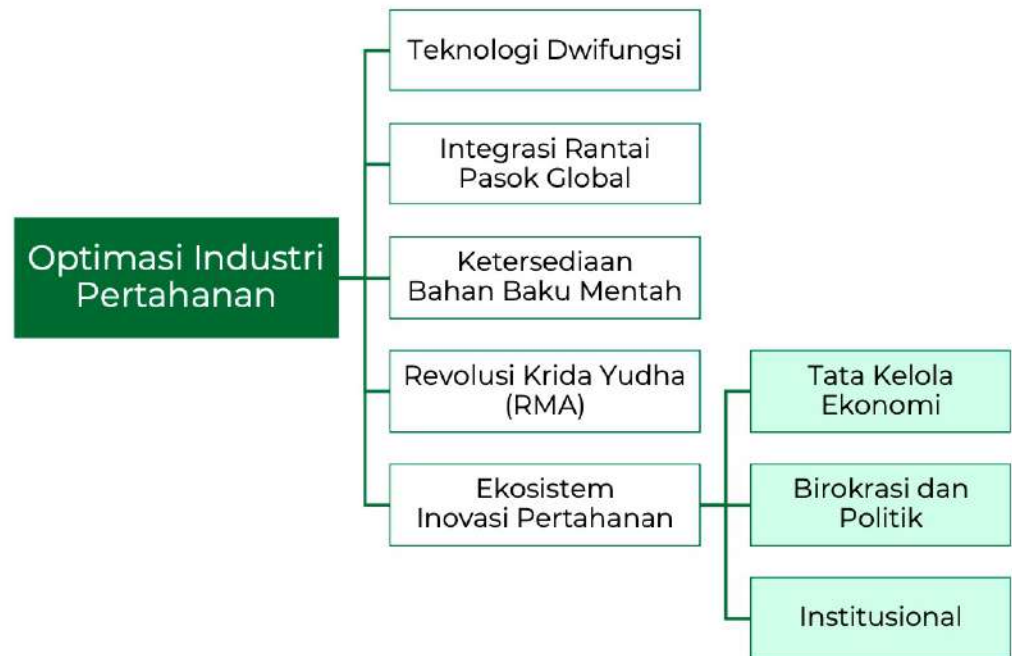 Optimasi Industri
Pertahanan
Teknologi Dwifungsi
Integrasi Rantai
Pasok Global
Ketersediaan
Bahan Baku Mentah
Revolusi Krida Yudha
(RMA)
Ekosistem
Inovasi Pertahanan
Tata Kelola
Ekonomi
Birokrasi dan
Politik
Institusional